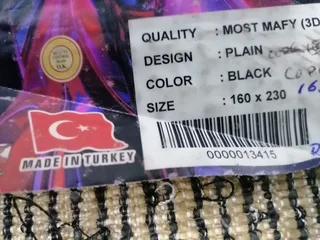 QUALITY : MOST MAFY (3D
DESIGN : PLAIN
COLOR : BLACK
SIZE : 160 x 230
0000013415
MADE IN TURKEY